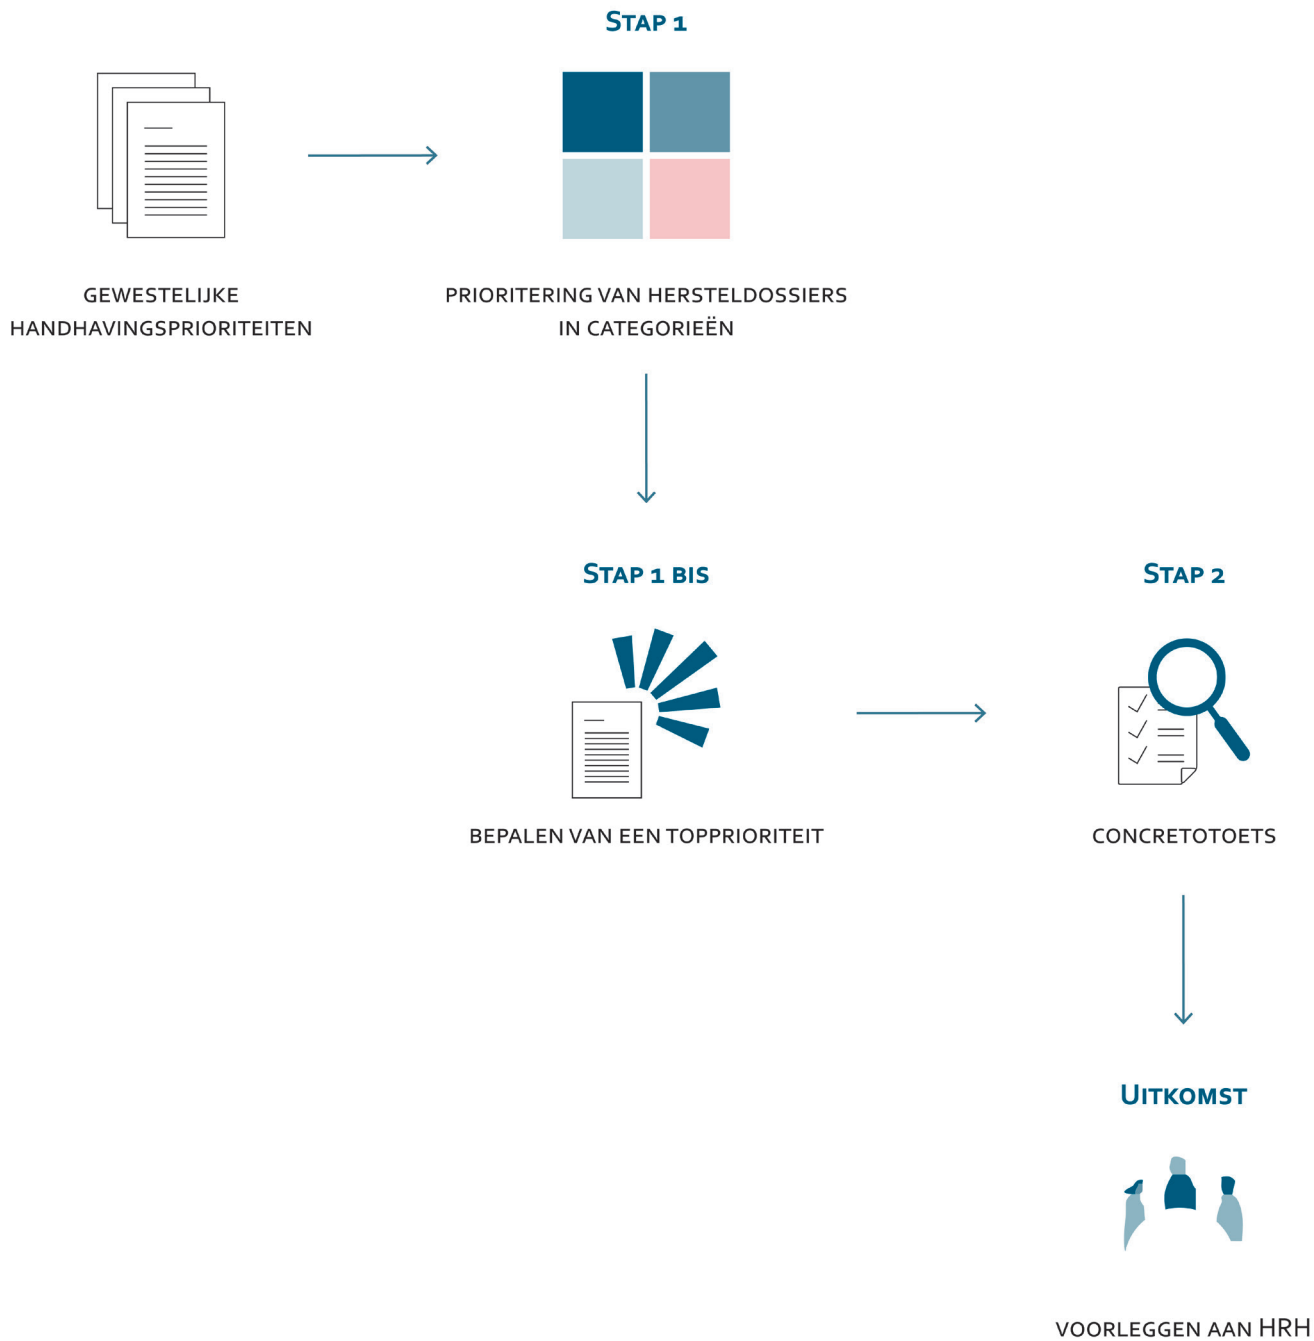 Stap 1
GEWESTELIJKE
HANDHAVINGSPRIORITEITEN
PRIORITERING VAN HERSTELDOSSIERS
IN CATEGORIEËN
Stap 1 bis
BEPALEN VAN EEN TOPPRIORITEIT
Stap 2
CONCRETOTOETS
Uitkomst
VOORLEGGEN AAN HRH